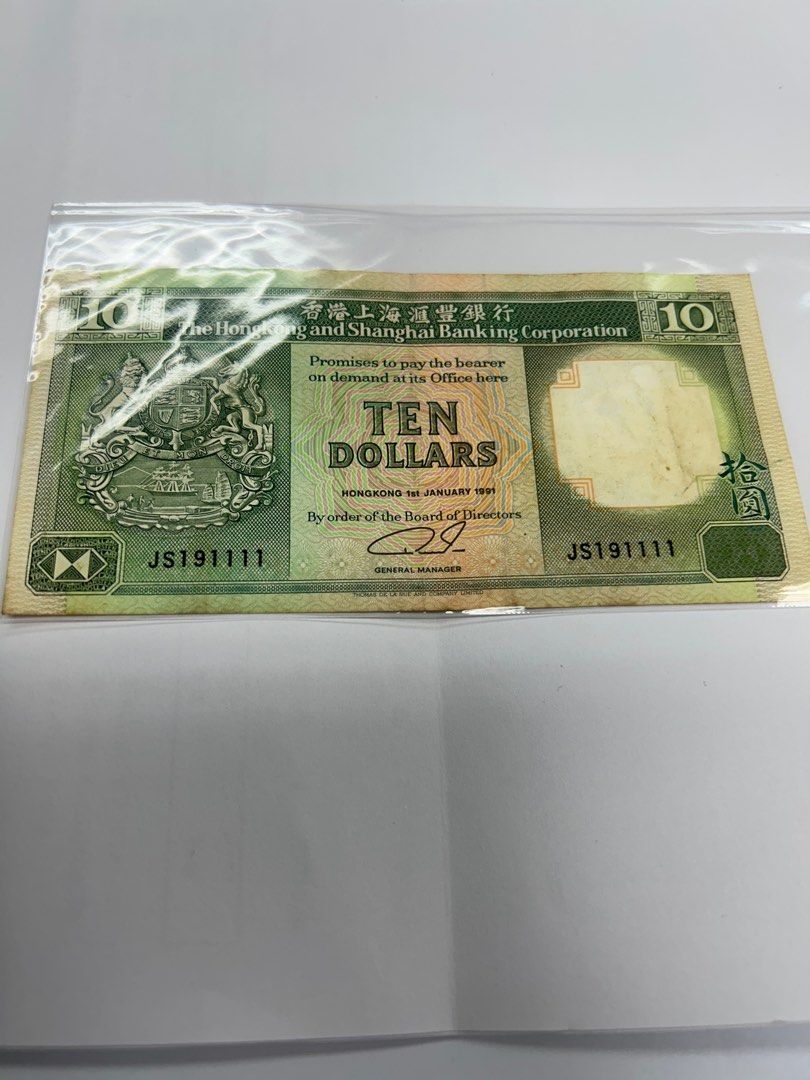 10
香港上海滙豐銀行
10
The Hongkong and Shanghai Banking Corporation
Promises to pay the bearer
on demand at its Office here
TEN
DOLLARS
拾
圓
HONGKONG 1st JANUARY 1991
By order of the Board of Directors
JS191111
JS191111
GENERAL MANAGER
THOMAS DE LA RUE AND COMPANY LIMITED